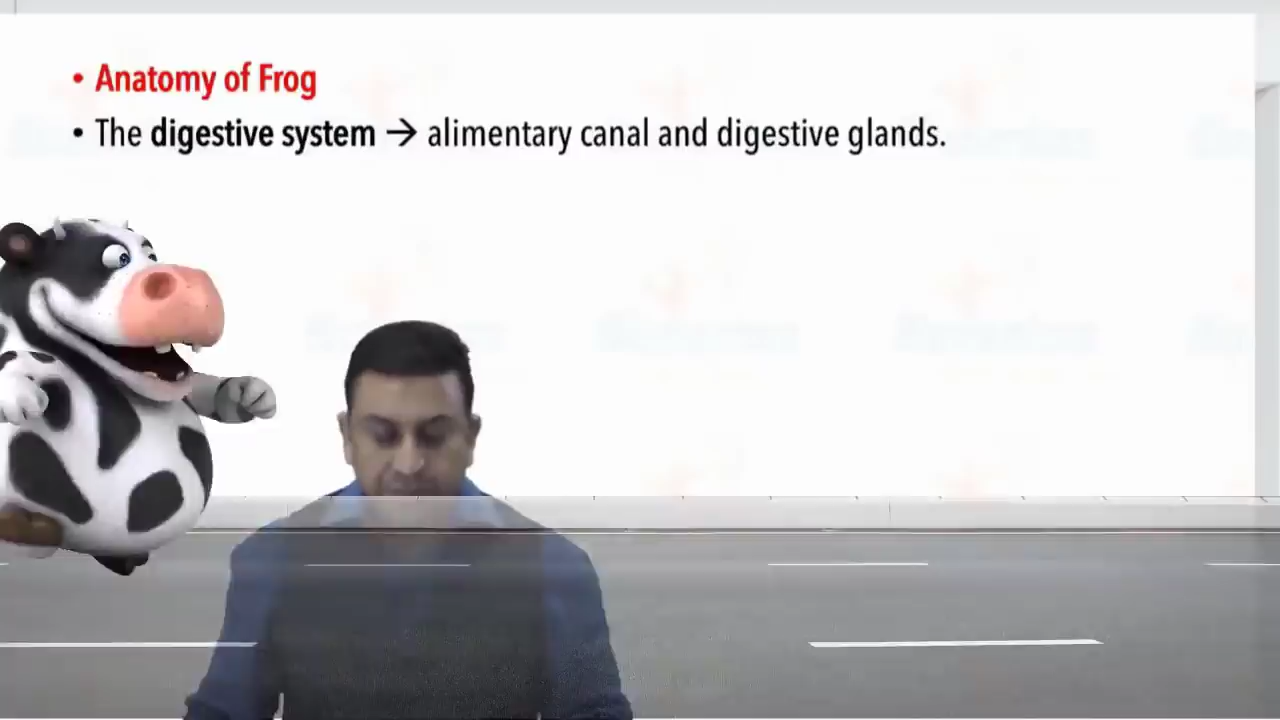 • Anatomy of Frog
• The digestive system → alimentary canal and digestive glands.